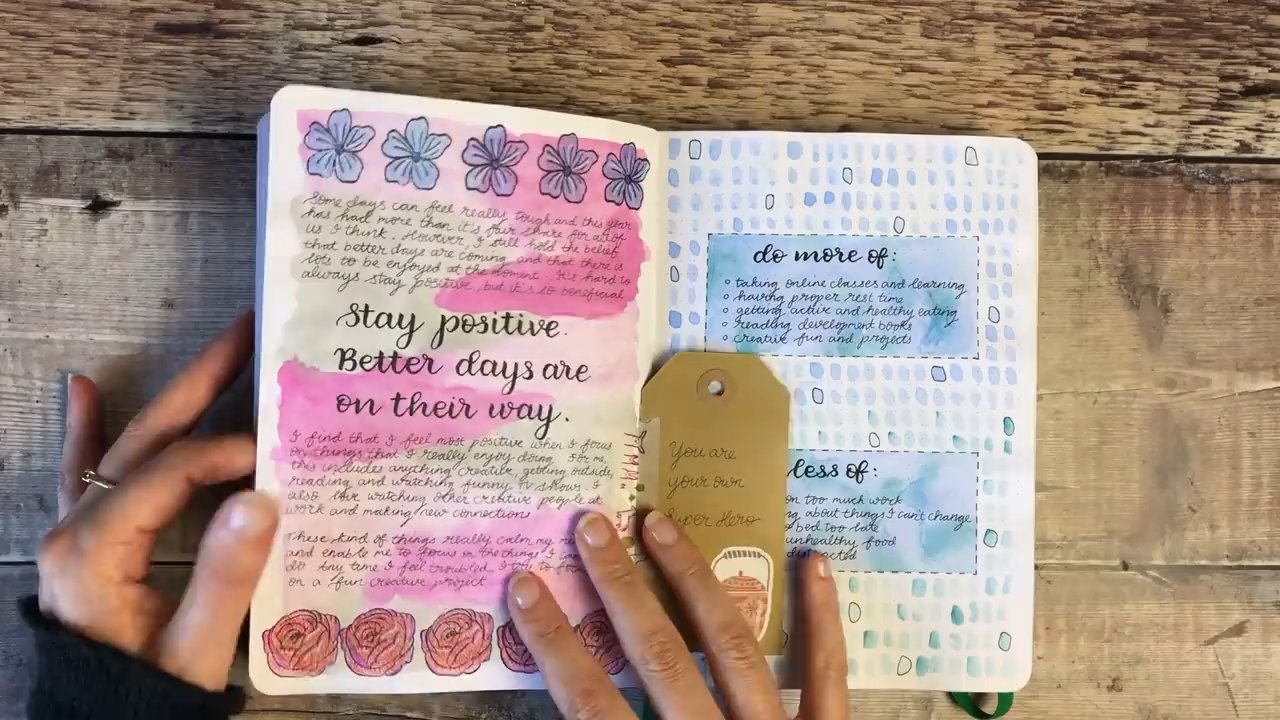 Some days can feel really tough and this year
has had more than it's fair share for all of
us I think. However, I still hold the belief
that better days are coming and that there is
lots to be enjoyed at the moment. It's hard to
always stay positive, but it's so beneficial
Stay positive.
Better days are
on their way.
I find that I feel most positive when I focus
on things that I really enjoy doing. For me,
this includes anything creative, getting outside,
reading and watching funny TV shows. I
also love watching other creative people at
work and making new connections
These kind of things really calm my
and enable me to focus on the things I can
do. Any time I feel troubled, I try to
on a fun creative project
You are
your own
Super Hero
do more of:
taking online classes and learning
having proper rest time
getting active and healthy eating
reading development books
creative fun and projects
less of:
on too much work
about things I can't change
bed too late
unhealthy food
distracted